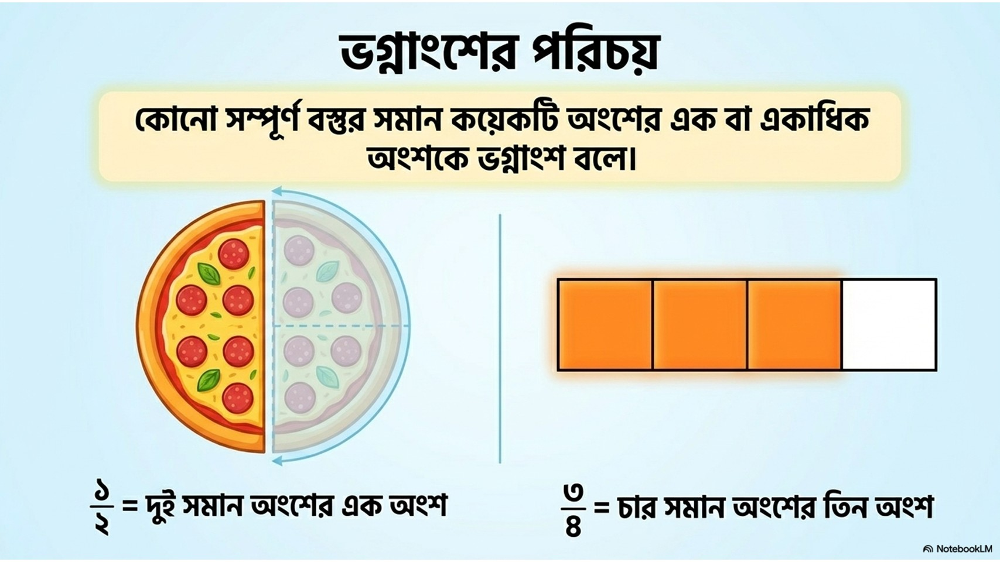 ভগ্নাংশের পরিচয়
কোনো সম্পূর্ণ বস্তুর সমান কয়েকটি অংশের এক বা একাধিক
অংশকে ভগ্নাংশ বলে।
১/২ = দুই সমান অংশের এক অংশ
৩/৪ = চার সমান অংশের তিন অংশ
NotebookLM